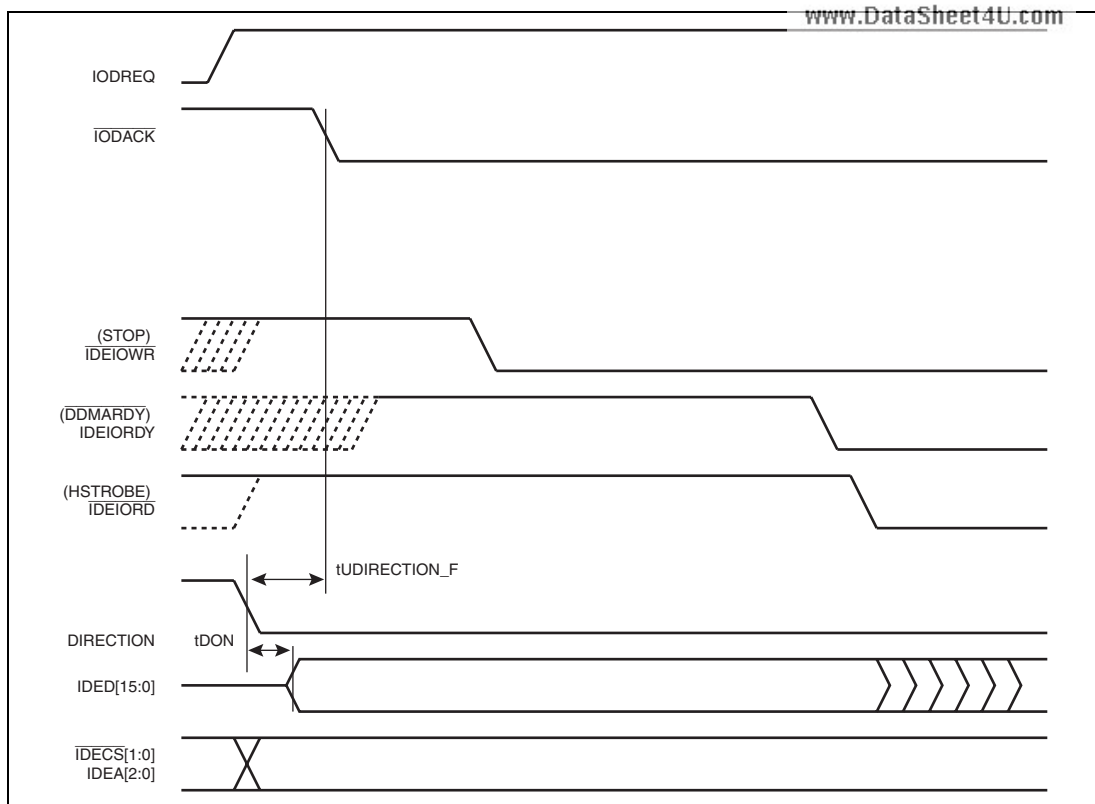 www.DataSheet4U.com
IODREQ
IODACK
(STOP)
IDEIOWR
(DDMARDY)
IDEIORDY
(HSTROBE)
IDEIORD
tUDIRECTION_F
DIRECTION
tDON
IDED[15:0]
IDECS[1:0]
IDEA[2:0]